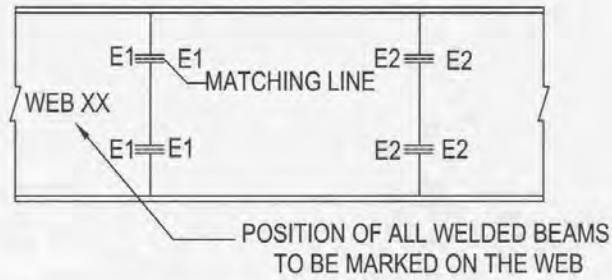 E1 E1 E2 E2
MATCHING LINE
WEB XX
E1 E1 E2 E2
POSITION OF ALL WELDED BEAMS
TO BE MARKED ON THE WEB